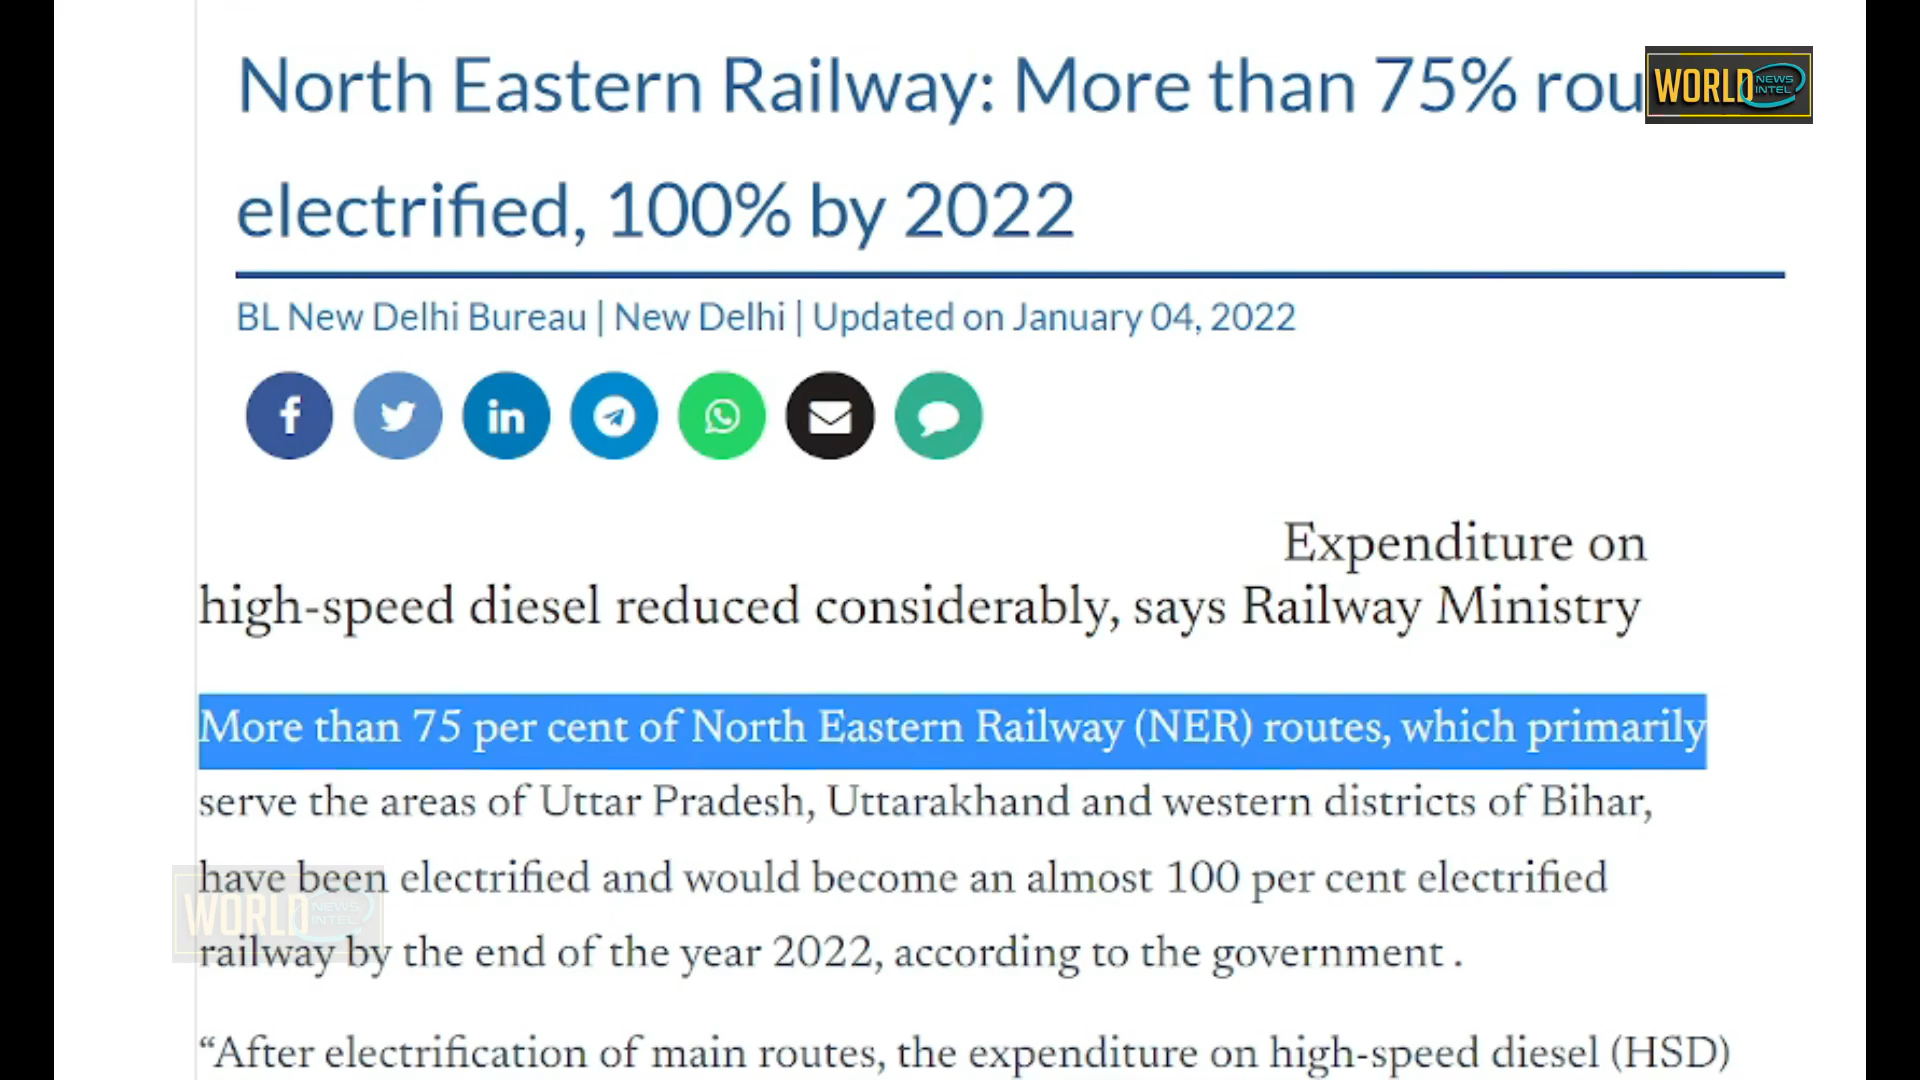 North Eastern Railway: More than 75% rou
WORLD NEWS INTEL
electrified, 100% by 2022
BL New Delhi Bureau | New Delhi | Updated on January 04, 2022
Expenditure on
high-speed diesel reduced considerably, says Railway Ministry
More than 75 per cent of North Eastern Railway (NER) routes, which primarily
serve the areas of Uttar Pradesh, Uttarakhand and western districts of Bihar,
have been electrified and would become an almost 100 per cent electrified
WORLD NEWS INTEL
railway by the end of the year 2022, according to the government .
“After electrification of main routes, the expenditure on high-speed diesel (HSD)